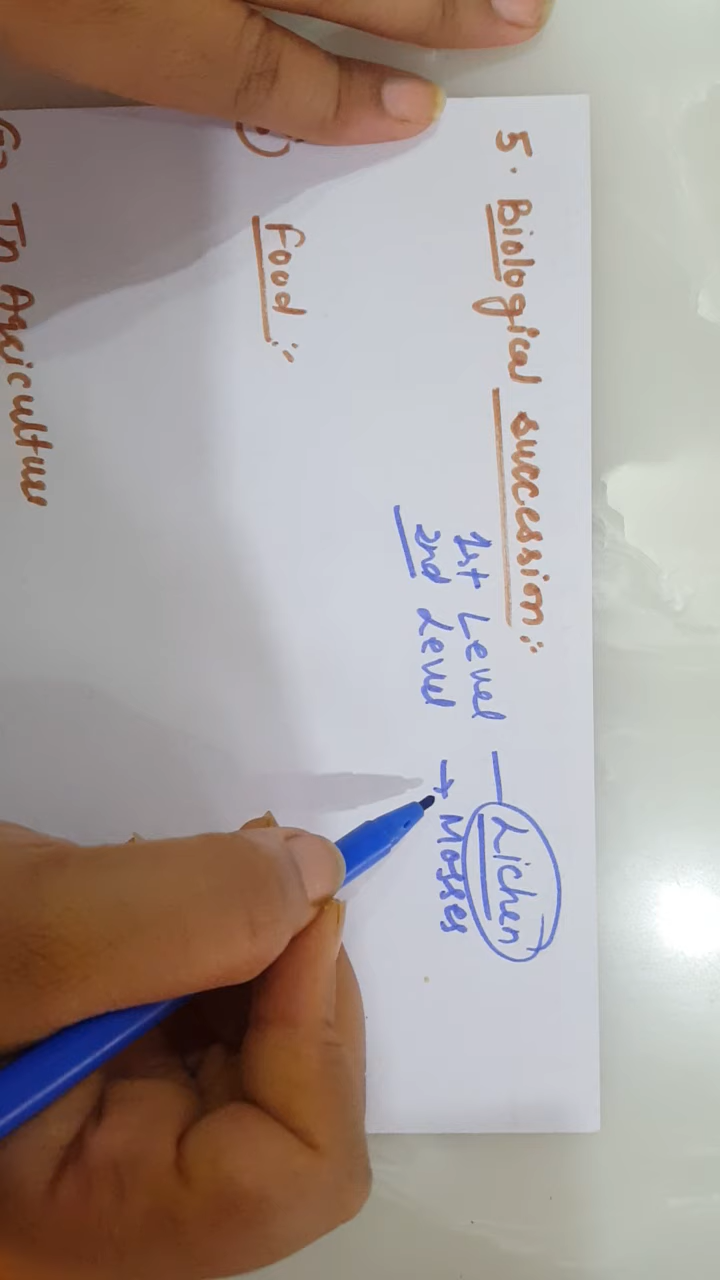 5. Biological succession:
1st Level — Lichen
2nd Level → Mosses
Food:
In Agriculture